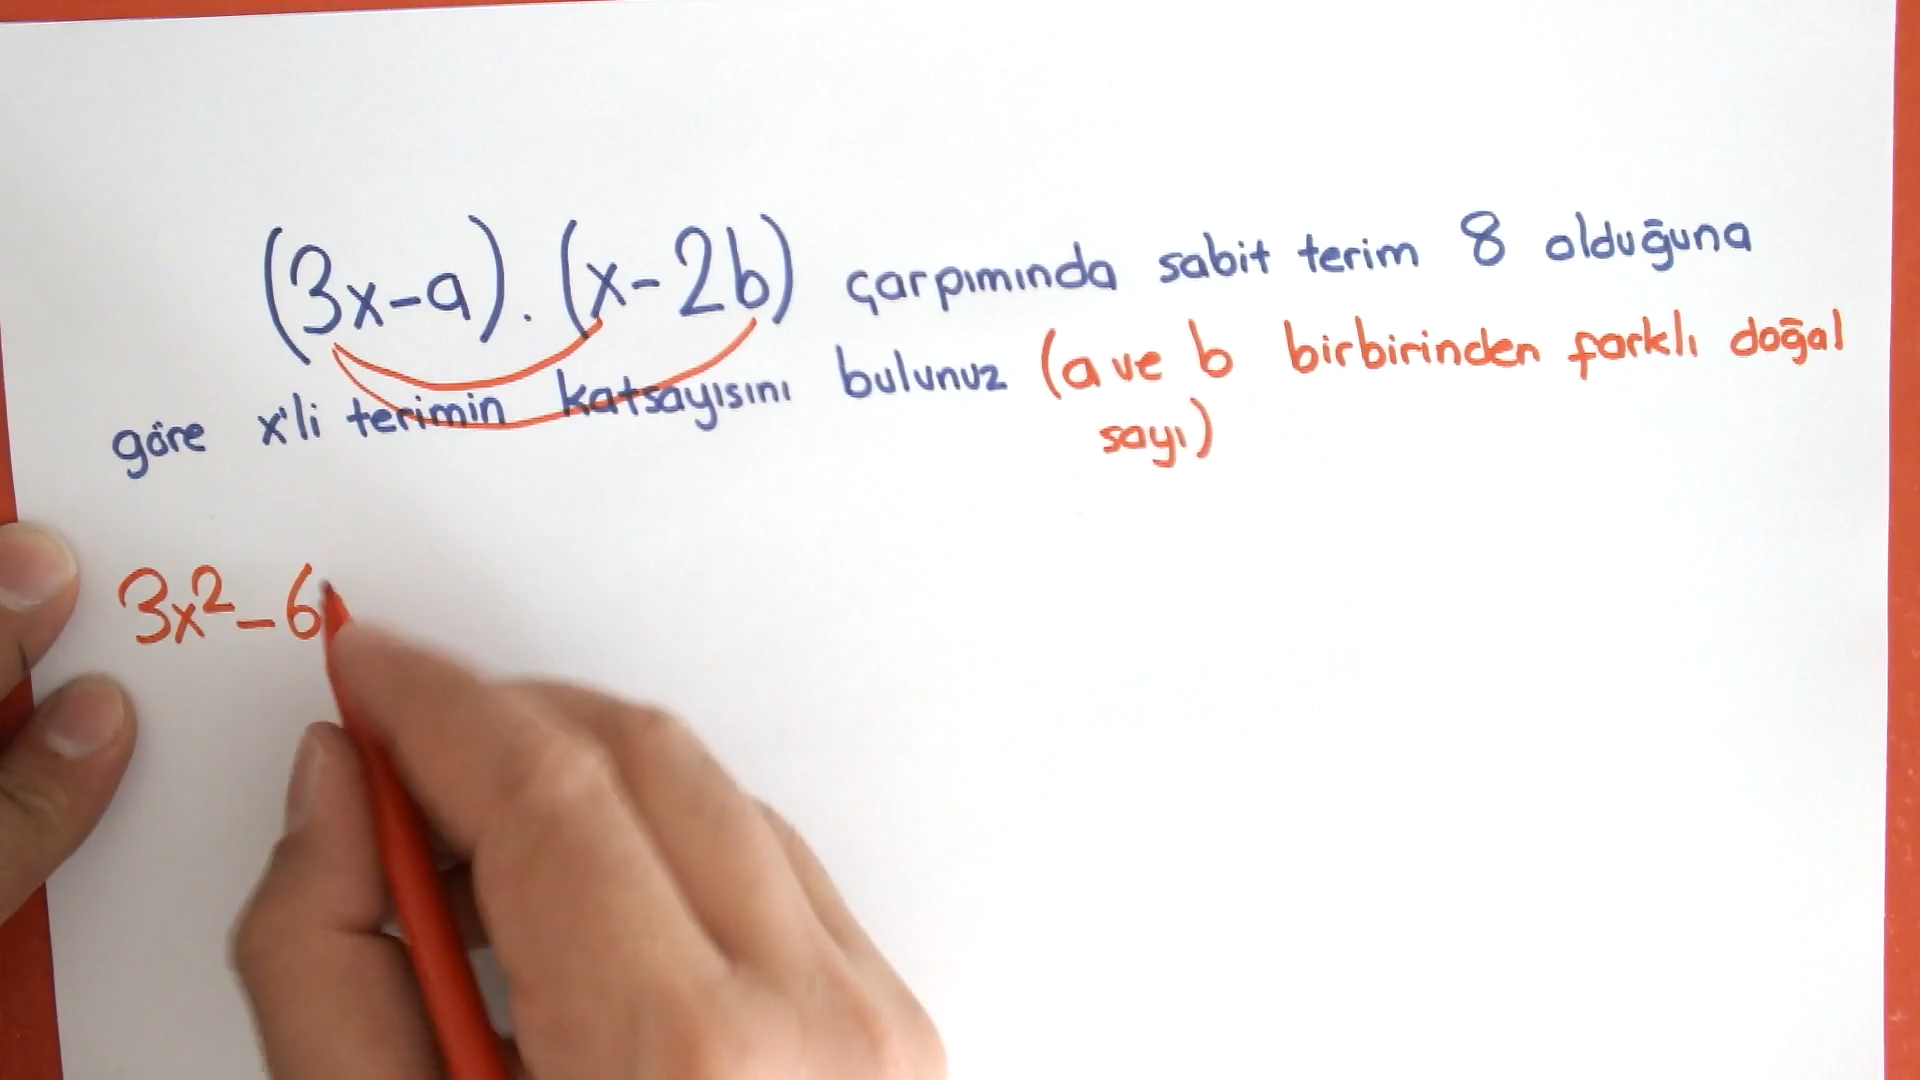 (3x-a).(x-2b) çarpımında sabit terim 8 olduğuna
göre x'li terimin katsayısını bulunuz (a ve b birbirinden farklı doğal
sayı)
3x²-6